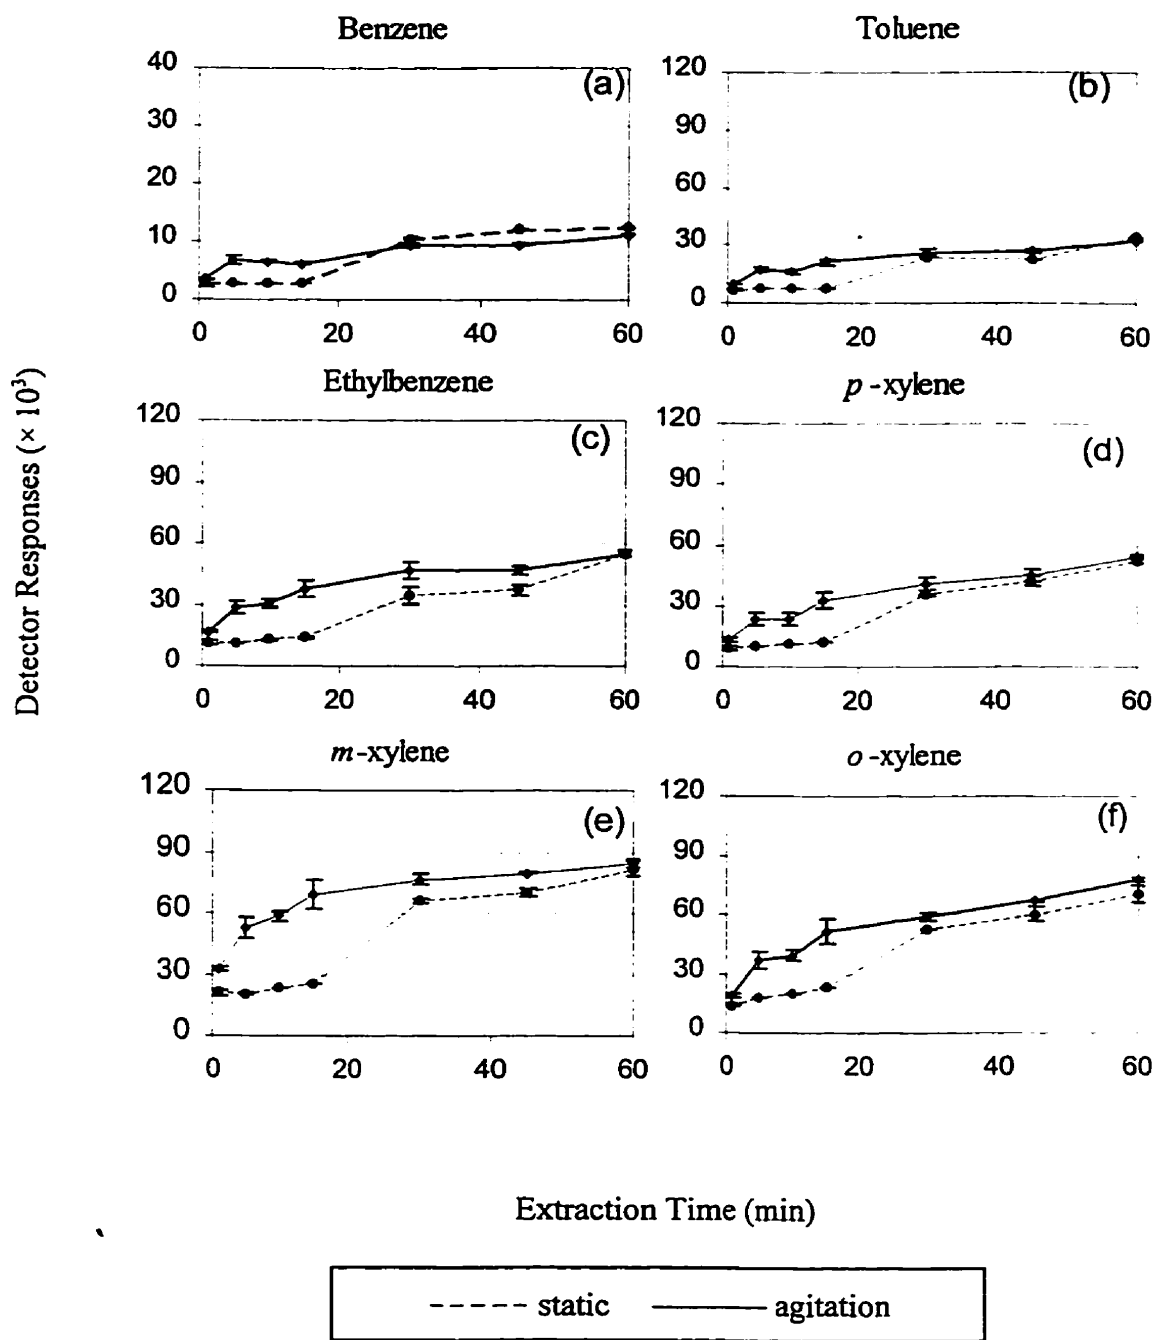 Benzene
Toluene
40
30
20
10
0
(a)
0 20 40 60
120
90
60
30
0
(b)
0 20 40 60
Detector Responses (× 10³)
Ethylbenzene
p -xylene
120
90
60
30
0
(c)
0 20 40 60
120
90
60
30
0
(d)
0 20 40 60
m-xylene
o -xylene
120
90
60
30
0
(e)
0 20 40 60
120
90
60
30
0
(f)
0 20 40 60
Extraction Time (min)
static agitation